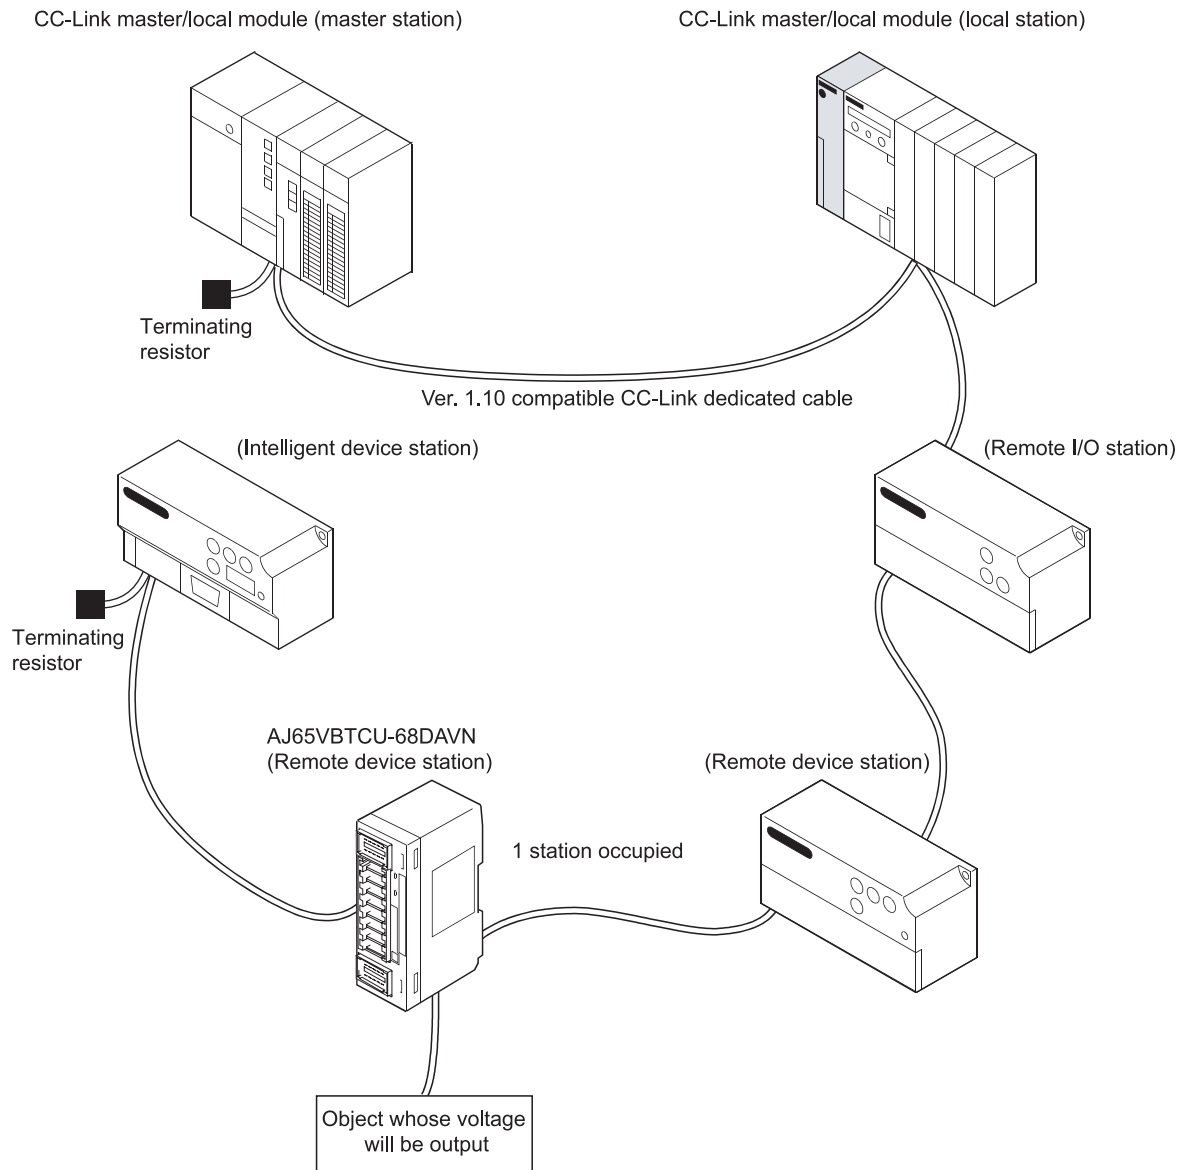 CC-Link master/local module (master station)
CC-Link master/local module (local station)
Terminating
resistor
Ver. 1.10 compatible CC-Link dedicated cable
(Intelligent device station)
(Remote I/O station)
Terminating
resistor
AJ65VBTCU-68DAVN
(Remote device station)
(Remote device station)
1 station occupied
Object whose voltage
will be output